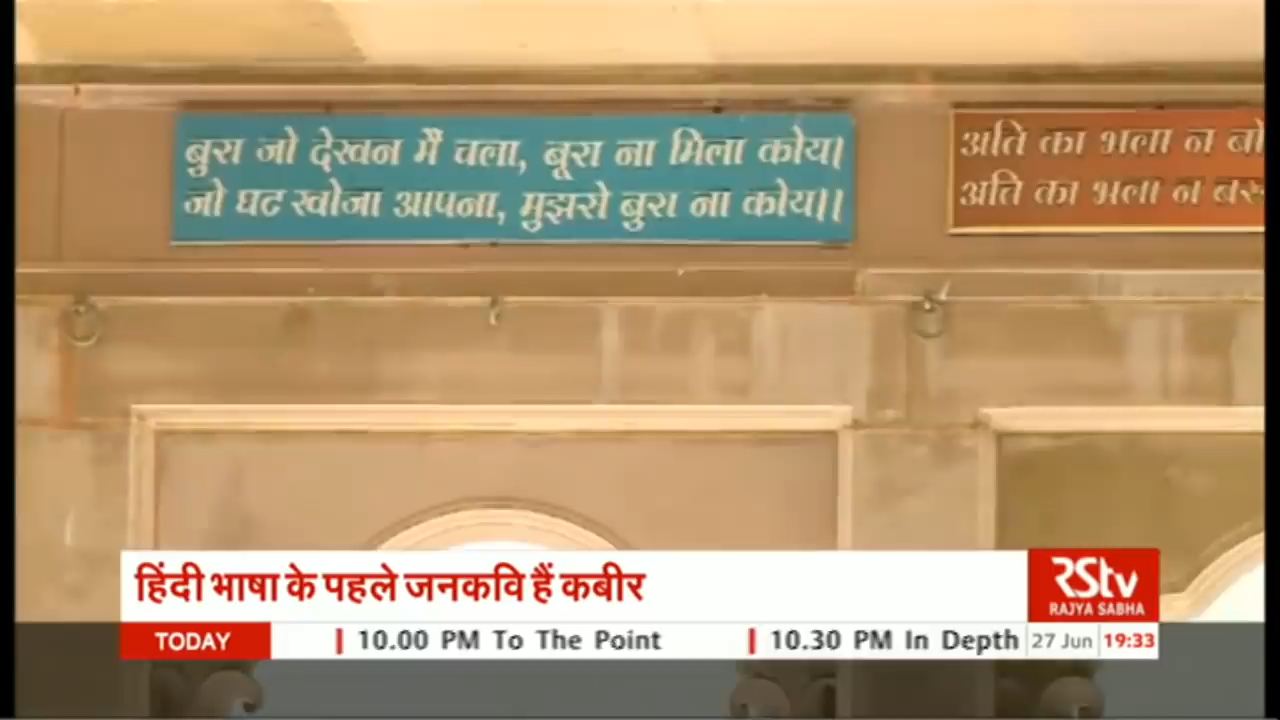 बुरा जो देखन मैं चला, बूरा ना मिला कोय।
जो घट खोजा आपना, मुझसे बुरा ना कोय।।
अति का भला न
अति का भला न
हिंदी भाषा के पहले जनकवि हैं कबीर
RStv
RAJYA SABHA
TODAY
10.00 PM To The Point
10.30 PM In Depth
27 Jun
19:33